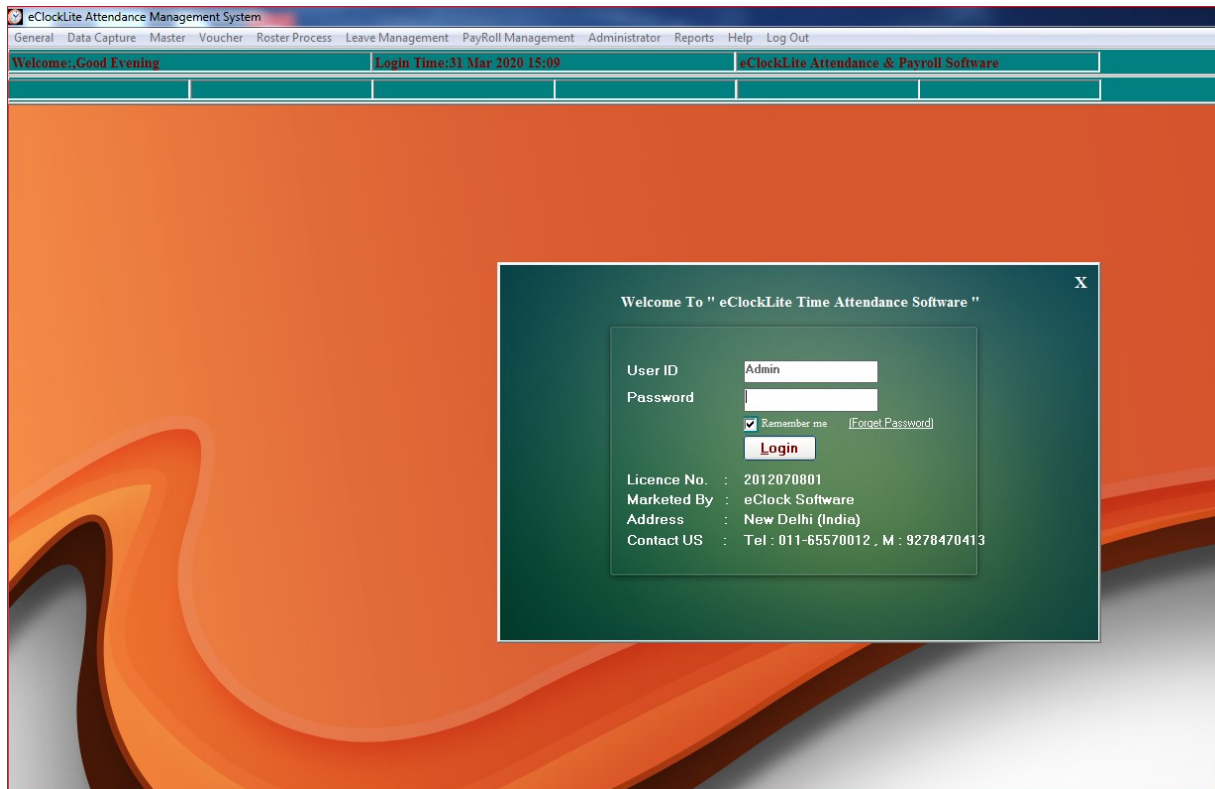 eClockLite Attendance Management System
General Data Capture Master Voucher Roster Process Leave Management PayRoll Management Administrator Reports Help Log Out
Welcome:,Good Evening Login Time:31 Mar 2020 15:09 eClockLite Attendance & Payroll Software
X
Welcome To " eClockLite Time Attendance Software "
User ID Admin
Password
Remember me (Forget Password)
Login
Licence No. : 2012070801
Marketed By : eClock Software
Address : New Delhi (India)
Contact US : Tel : 011-65570012 , M : 9278470413